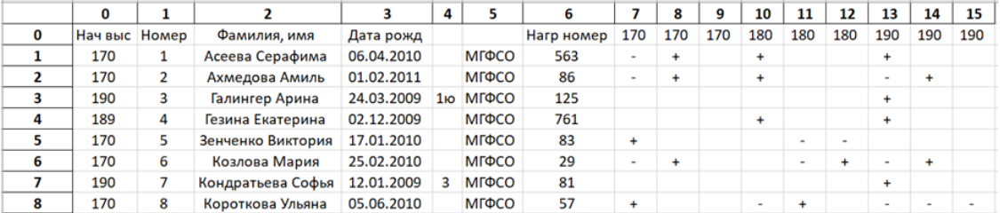 0 1 2 3 4 5 6 7 8 9 10 11 12 13 14 15
0 Нач выс Номер Фамилия, имя Дата рожд Нагр номер 170 170 170 180 180 180 190 190 190
1 170 1 Асеева Серафима 06.04.2010 МГФСО 563 - + + +
2 170 2 Ахмедова Амиль 01.02.2011 МГФСО 86 - + + - +
3 190 3 Галингер Арина 24.03.2009 1ю МГФСО 125 +
4 189 4 Гезина Екатерина 02.12.2009 МГФСО 761 + +
5 170 5 Зенченко Виктория 17.01.2010 МГФСО 83 + - -
6 170 6 Козлова Мария 25.02.2010 МГФСО 29 - + - + - +
7 190 7 Кондратьева Софья 12.01.2009 3 МГФСО 81 +
8 170 8 Короткова Ульяна 05.06.2010 МГФСО 57 + - + - - -